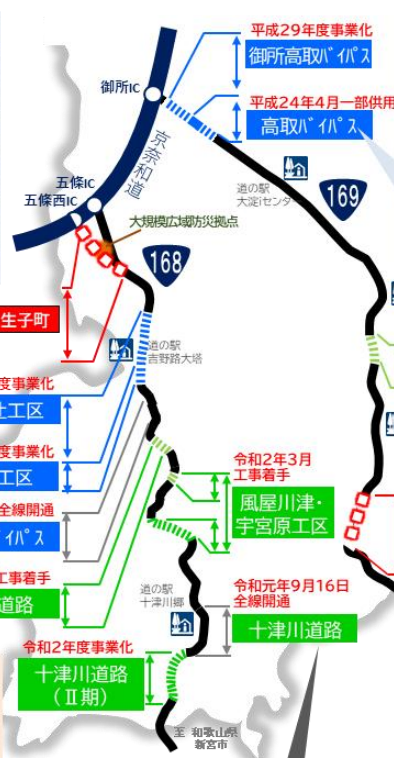 平成29年度事業化
御所高取バイパス
御所IC
平成24年4月一部供用
高取バイパス
京奈和道
道の駅
大淀iセンター
169
五條IC
五條西IC
大規模広域防災拠点
168
生子町
道の駅
吉野路大塔
度事業化
工区
度事業化
工区
全線開通
イパス
工事着手
道路
令和2年3月
工事着手
風屋川津・
宇宮原工区
道の駅
十津川郷
令和元年9月16日
全線開通
十津川道路
令和2年度事業化
十津川道路
(Ⅱ期)
至 和歌山県
新宮市